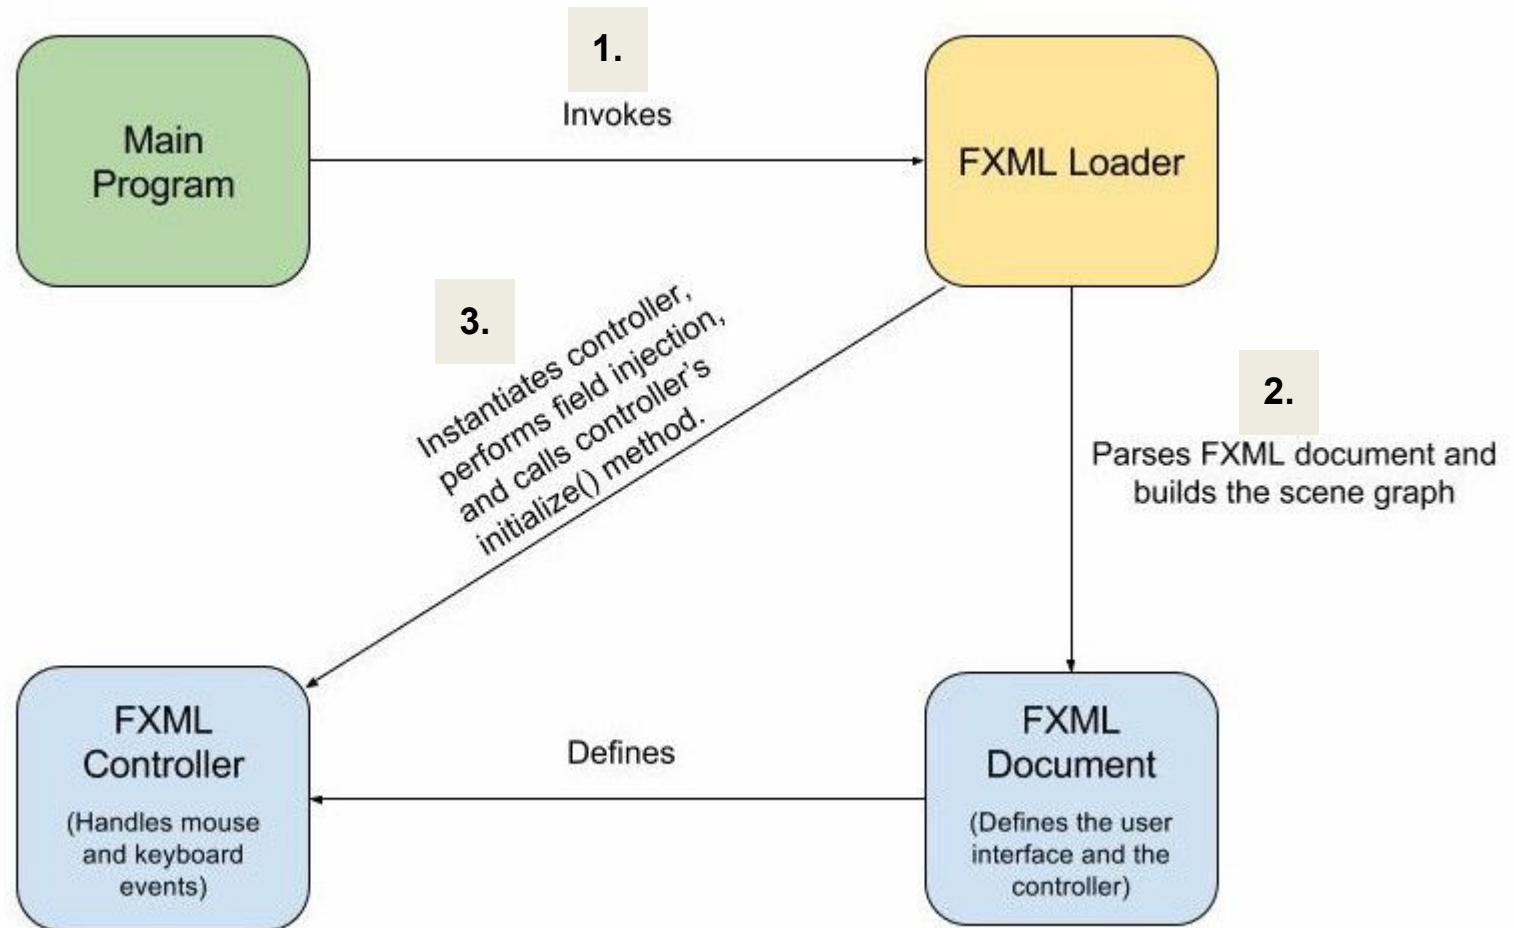 1.
Invokes
Main
Program
FXML Loader
3.
Instantiates controller,
performs field injection,
and calls controller's
initialize() method.
2.
Parses FXML document and
builds the scene graph
FXML
Controller
(Handles mouse
and keyboard
events)
Defines
FXML
Document
(Defines the user
interface and the
controller)